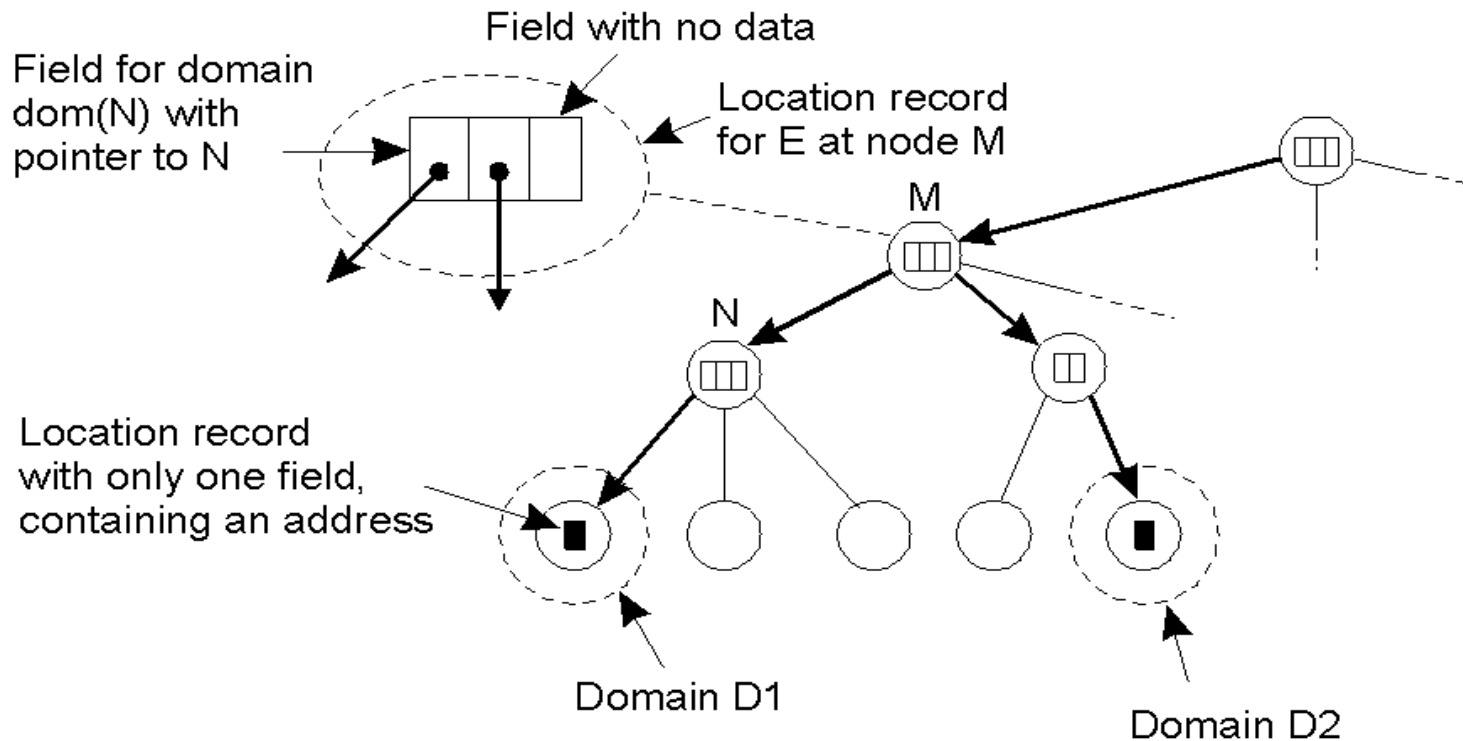 Field with no data
Field for domain
dom(N) with
pointer to N
Location record
for E at node M
M
N
Location record
with only one field,
containing an address
Domain D1
Domain D2